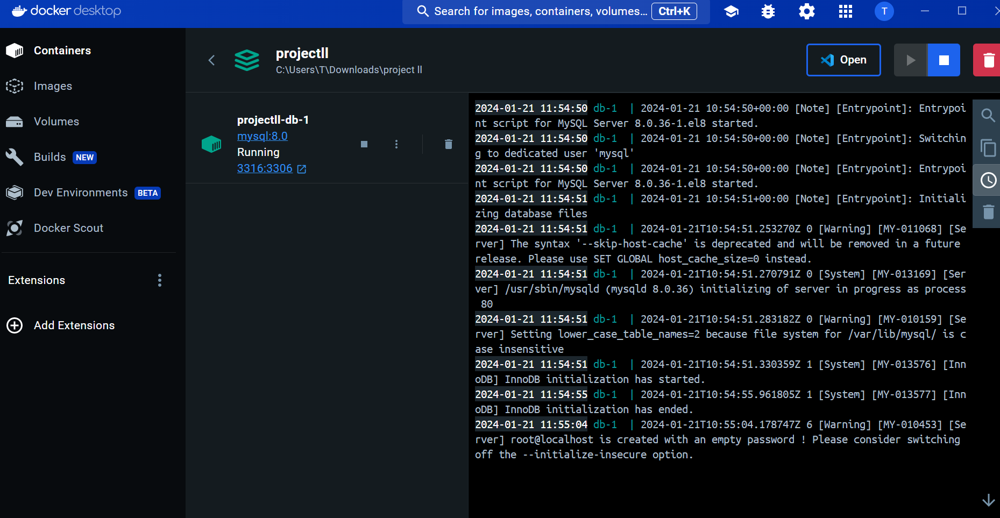 docker desktop
Search for images, containers, volumes... Ctrl+K
T
Containers
Images
Volumes
Builds NEW
Dev Environments BETA
Docker Scout
Extensions
Add Extensions
projectll
C:\Users\T\Downloads\project ll
Open
projectll-db-1
mysql:8.0
Running
3316:3306
2024-01-21 11:54:50 db-1 | 2024-01-21 10:54:50+00:00 [Note] [Entrypoint]: Entrypoi
nt script for MySQL Server 8.0.36-1.el8 started.
2024-01-21 11:54:50 db-1 | 2024-01-21 10:54:50+00:00 [Note] [Entrypoint]: Switchin
g to dedicated user 'mysql'
2024-01-21 11:54:50 db-1 | 2024-01-21 10:54:50+00:00 [Note] [Entrypoint]: Entrypoi
nt script for MySQL Server 8.0.36-1.el8 started.
2024-01-21 11:54:51 db-1 | 2024-01-21 10:54:51+00:00 [Note] [Entrypoint]: Initiali
zing database files
2024-01-21 11:54:51 db-1 | 2024-01-21T10:54:51.253270Z 0 [Warning] [MY-011068] [Se
rver] The syntax '--skip-host-cache' is deprecated and will be removed in a future
release. Please use SET GLOBAL host_cache_size=0 instead.
2024-01-21 11:54:51 db-1 | 2024-01-21T10:54:51.270791Z 0 [System] [MY-013169] [Ser
ver] /usr/sbin/mysqld (mysqld 8.0.36) initializing of server in progress as process
80
2024-01-21 11:54:51 db-1 | 2024-01-21T10:54:51.283182Z 0 [Warning] [MY-010159] [Se
rver] Setting lower_case_table_names=2 because file system for /var/lib/mysql/ is c
ase insensitive
2024-01-21 11:54:51 db-1 | 2024-01-21T10:54:51.330359Z 1 [System] [MY-013576] [Inn
oDB] InnoDB initialization has started.
2024-01-21 11:54:55 db-1 | 2024-01-21T10:54:55.961805Z 1 [System] [MY-013577] [Inn
oDB] InnoDB initialization has ended.
2024-01-21 11:55:04 db-1 | 2024-01-21T10:55:04.178747Z 6 [Warning] [MY-010453] [Se
rver] root@localhost is created with an empty password ! Please consider switching
off the --initialize-insecure option.